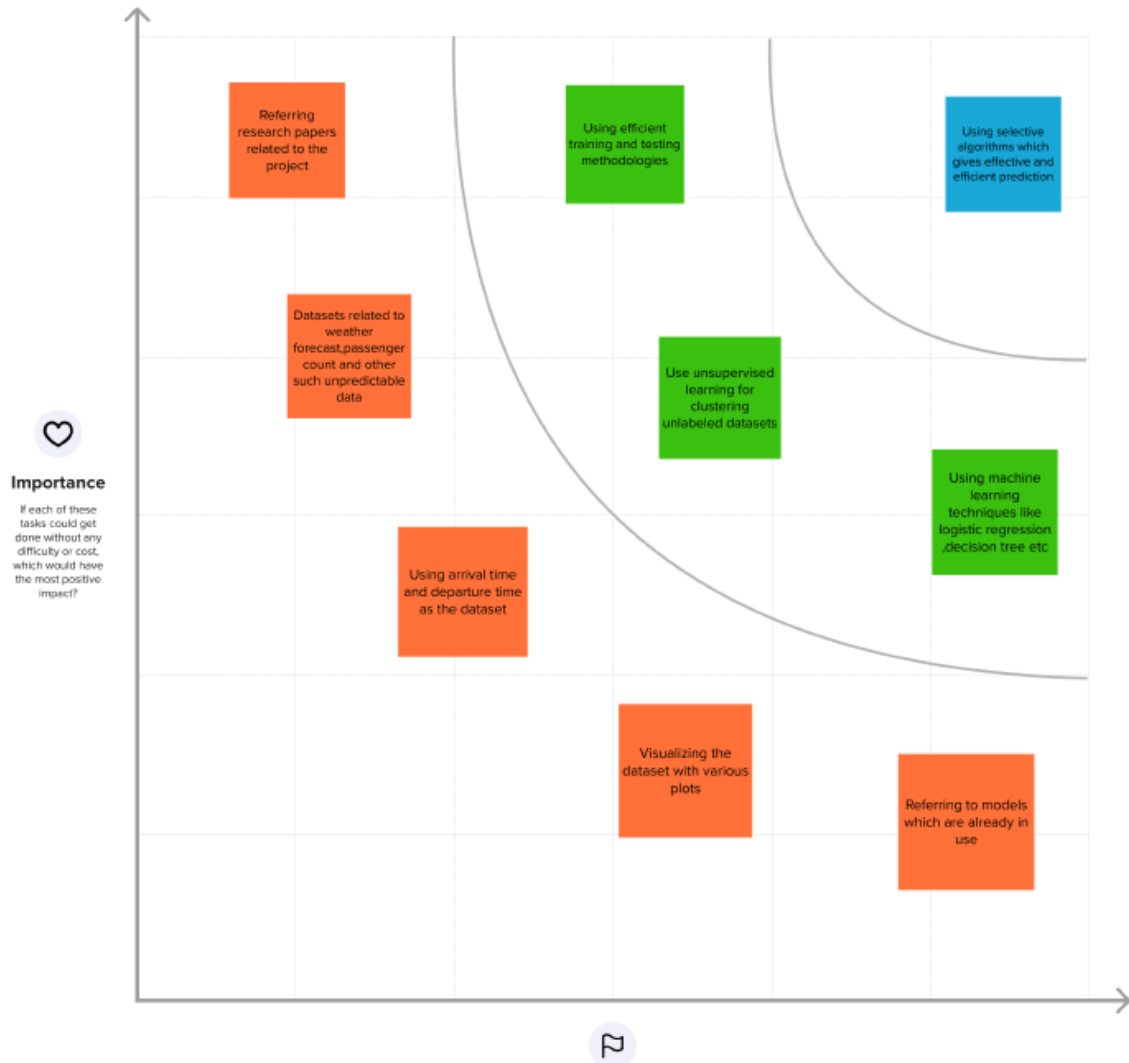 Referring
research papers
related to the
project
Using efficient
training and testing
methodologies
Using selective
algorithms which
gives effective and
efficient prediction
Datasets related to
weather
forecast,passenger
count and other
such unpredictable
data
Use unsupervised
learning for
clustering
unlabeled datasets
Using machine
learning
techniques like
logistic regression
,decision tree etc
Importance
If each of these
tasks could get
done without any
difficulty or cost,
which would have
the most positive
impact?
Using arrival time
and departure time
as the dataset
Visualizing the
dataset with various
plots
Referring to models
which are already in
use